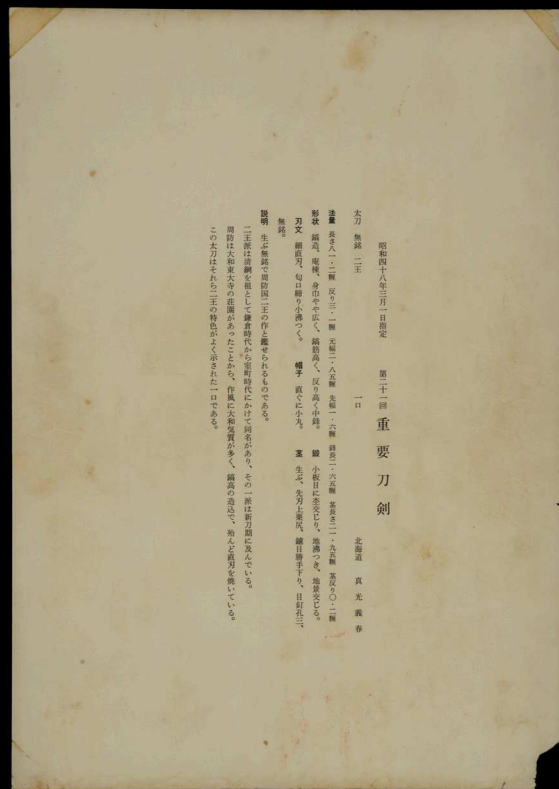 昭和四十八年三月一日指定　第二十一回　重要刀剣
太刀　無銘　二王　一口　北海道　真光義春
法量　長さ八一・二糎　反り三・一糎　元幅二・八五糎　先幅一・六糎　鋒長二・六五糎　茎長さ二一・九五糎　茎反り〇・二糎
形状　鎬造、庵棟、身巾やや広く、鎬筋高く、反り高く中鋒。　鍛　小板目に杢交じり、地沸つき、地景交じる。
刃文　細直刃、匂口締り小沸つく。　帽子　直ぐに小丸。　茎　生ぶ、先刃上栗尻、鑢目勝手下り、目釘孔三、
無銘。
説明　生ぶ無銘で周防国二王の作と鑑せられるものである。
二王派は清綱を祖として鎌倉時代から室町時代にかけて同名があり、その一派は新刀期に及んでいる。
周防は大和東大寺の荘園があったことから、作風に大和気質が多く、鎬高の造込で、殆んど直刃を焼いている。
この太刀はそれら二王の特色がよく示された一口である。